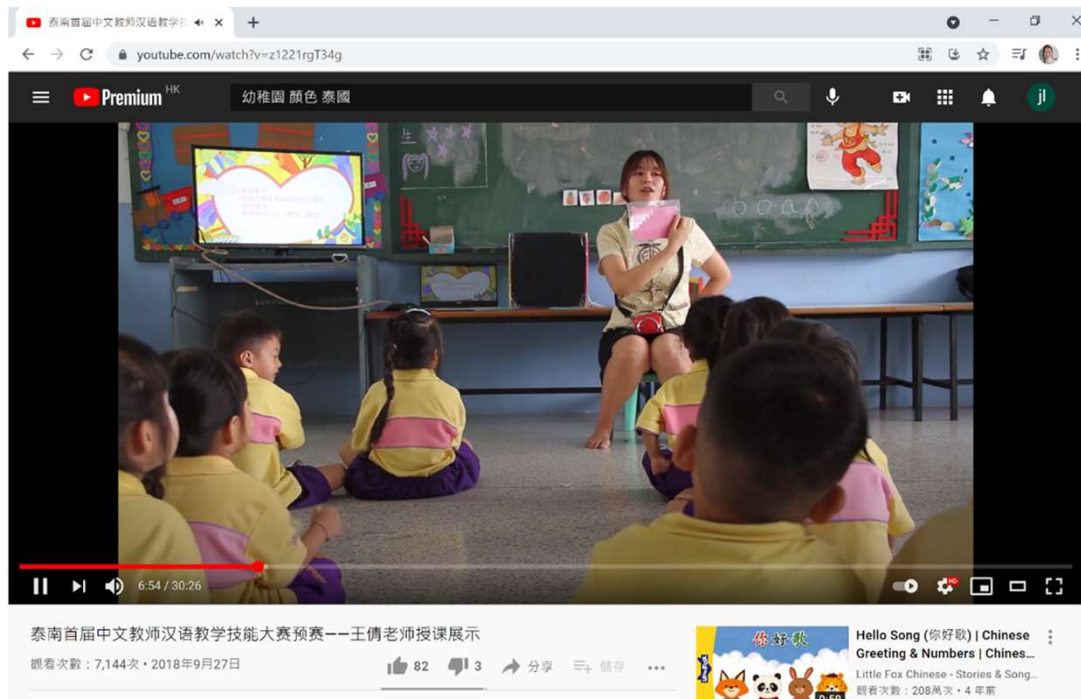 泰南首届中文教师汉语教学技
youtube.com/watch?v=z1221rgT34g
Premium HK
幼稚園 顏色 泰國
jl
生
6:54 / 30:26
HD
泰南首届中文教师汉语教学技能大赛预赛——王倩老师授课展示
觀看次數：7,144次・2018年9月27日
82
3
分享
儲存
你好歌
0:59
Hello Song (你好歌) | Chinese
Greeting & Numbers | Chines...
Little Fox Chinese - Stories & Song...
觀看次數：208萬次・4 年前